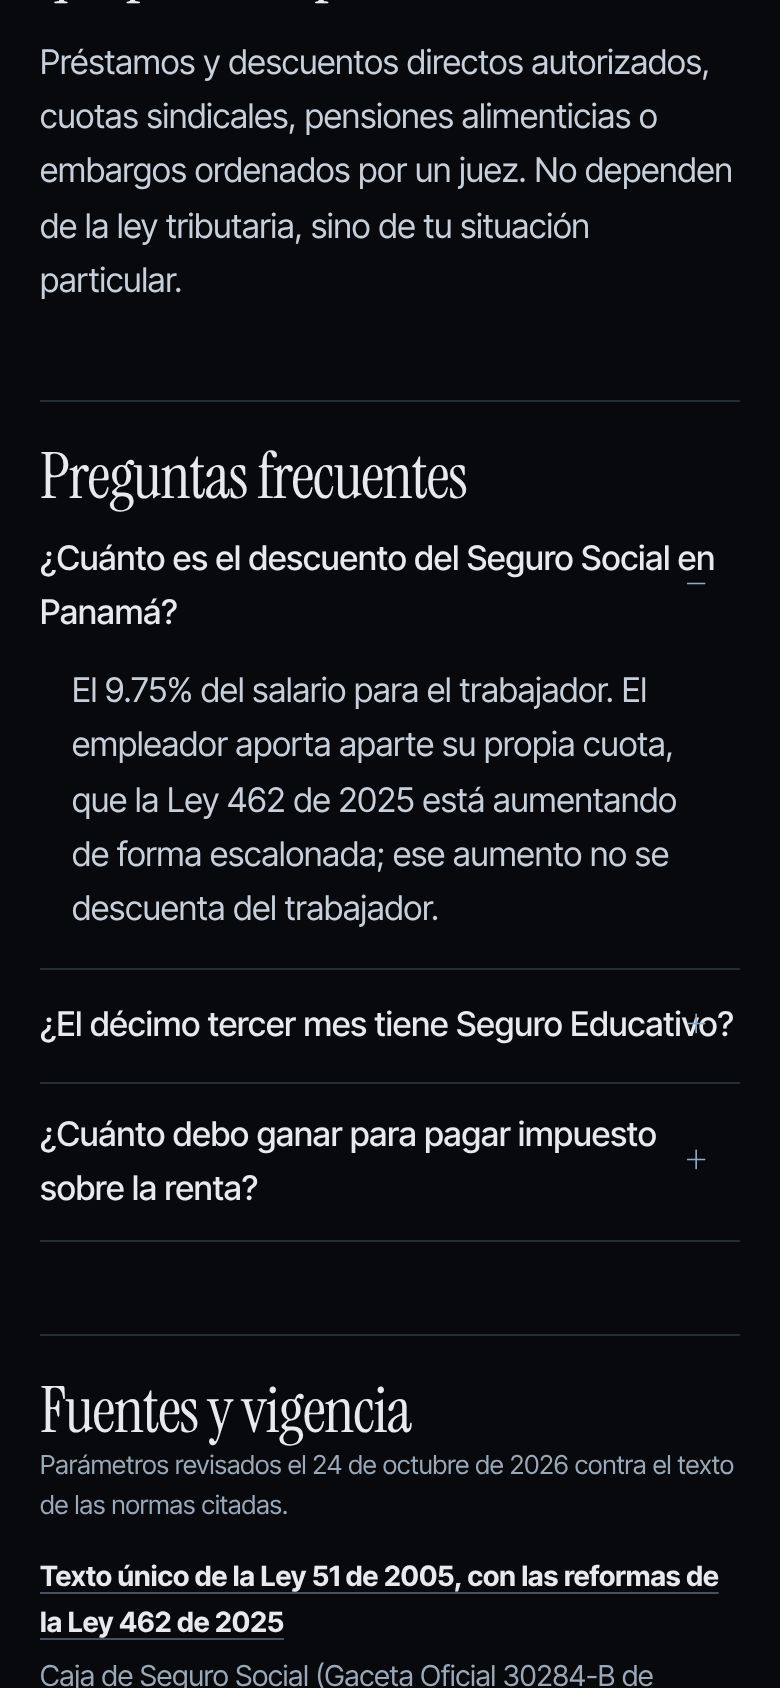 Préstamos y descuentos directos autorizados,
cuotas sindicales, pensiones alimenticias o
embargos ordenados por un juez. No dependen
de la ley tributaria, sino de tu situación
particular.
Preguntas frecuentes
¿Cuánto es el descuento del Seguro Social en
Panamá?
El 9.75% del salario para el trabajador. El
empleador aporta aparte su propia cuota,
que la Ley 462 de 2025 está aumentando
de forma escalonada; ese aumento no se
descuenta del trabajador.
¿El décimo tercer mes tiene Seguro Educativo?
¿Cuánto debo ganar para pagar impuesto
sobre la renta?
Fuentes y vigencia
Parámetros revisados el 24 de octubre de 2026 contra el texto
de las normas citadas.
Texto único de la Ley 51 de 2005, con las reformas de
la Ley 462 de 2025
Caja de Seguro Social (Gaceta Oficial 30284-B de